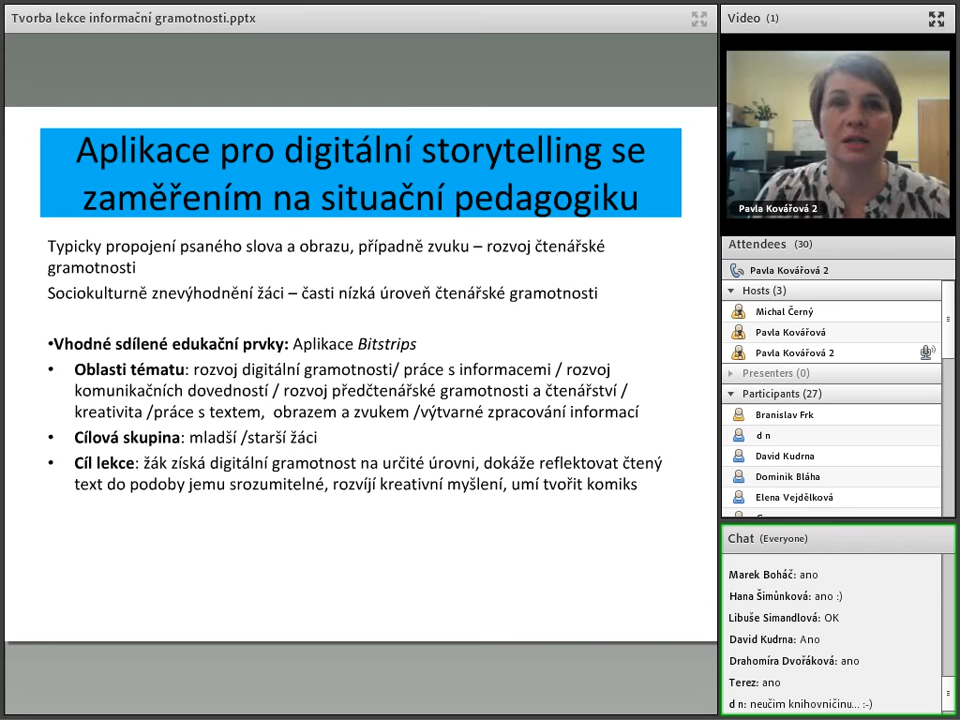 Tvorba lekce informační gramotnosti.pptx
Aplikace pro digitální storytelling se
zaměřením na situační pedagogiku
Typicky propojení psaného slova a obrazu, případně zvuku – rozvoj čtenářské
gramotnosti
Sociokulturně znevýhodnění žáci – časti nízká úroveň čtenářské gramotnosti
•Vhodné sdílené edukační prvky: Aplikace Bitstrips
• Oblasti tématu: rozvoj digitální gramotnosti/ práce s informacemi / rozvoj
komunikačních dovedností / rozvoj předčtenářské gramotnosti a čtenářství /
kreativita /práce s textem, obrazem a zvukem /výtvarné zpracování informací
• Cílová skupina: mladší /starší žáci
• Cíl lekce: žák získá digitální gramotnost na určité úrovni, dokáže reflektovat čtený
text do podoby jemu srozumitelné, rozvíjí kreativní myšlení, umí tvořit komiks
Video (1)
Pavla Kovářová 2
Attendees (30)
Pavla Kovářová 2
Hosts (3)
Michal Černý
Pavla Kovářová
Pavla Kovářová 2
Presenters (0)
Participants (27)
Branislav Frk
d n
David Kudrna
Dominik Bláha
Elena Vejdělková
Chat (Everyone)
Marek Boháč: ano
Hana Šimůnková: ano :)
Libuše Simandlová: OK
David Kudrna: Ano
Drahomíra Dvořáková: ano
Terez: ano
d n: neučim knihovničinu... :-)